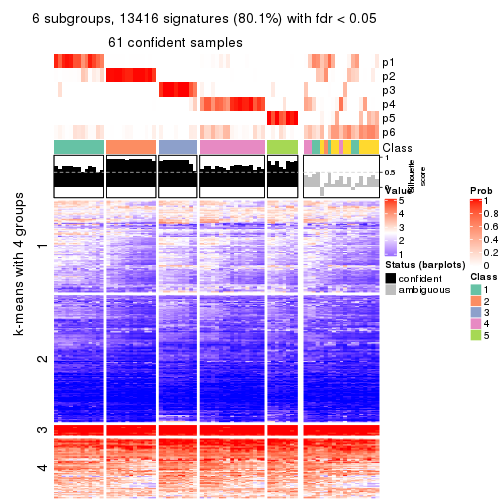 6 subgroups, 13416 signatures (80.1%) with fdr < 0.05
61 confident samples
p1
p2
p3
p4
p5
p6
Class
1
0.5
0
Silhouette
score
k-means with 4 groups
1
2
3
4
Value
5
4
3
2
1
Status (barplots)
confident
ambiguous
Prob
1
0.8
0.6
0.4
0.2
0
Class
1
2
3
4
5